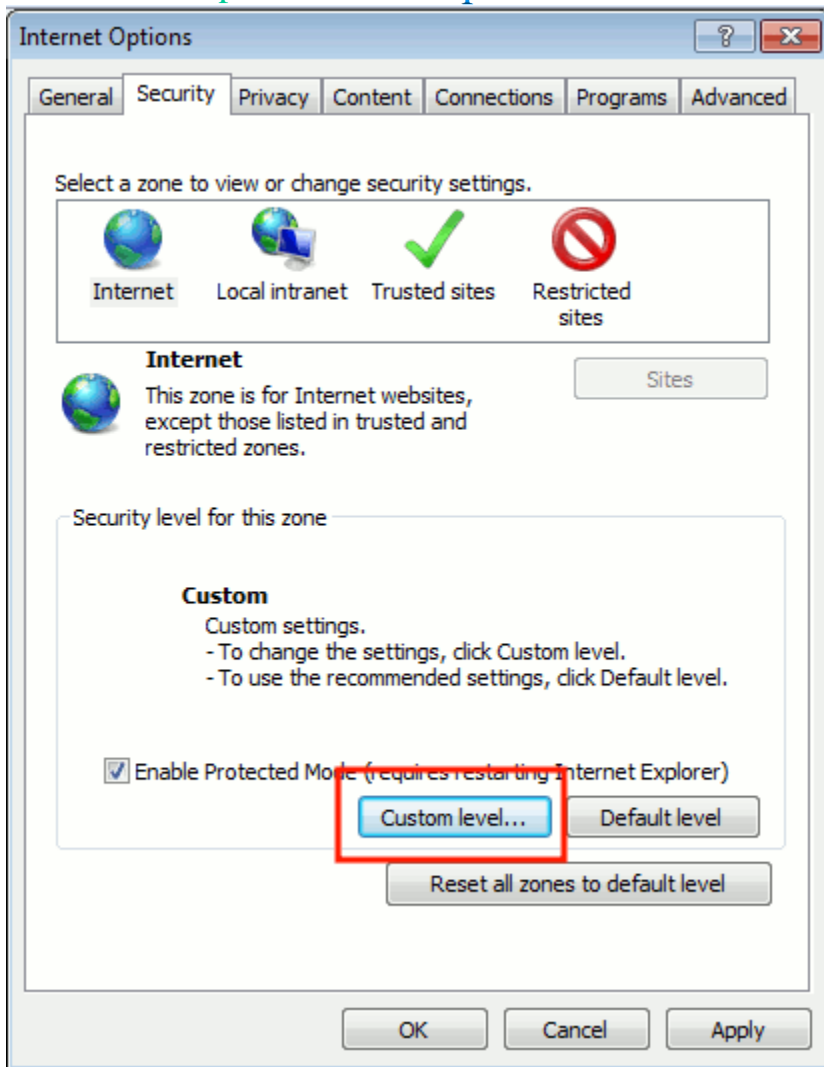 Internet Options
General Security Privacy Content Connections Programs Advanced
Select a zone to view or change security settings.
Internet Local intranet Trusted sites Restricted sites
Internet
This zone is for Internet websites,
except those listed in trusted and
restricted zones.
Sites
Security level for this zone
Custom
Custom settings.
- To change the settings, click Custom level.
- To use the recommended settings, click Default level.
Enable Protected Mode (requires restarting Internet Explorer)
Custom level... Default level
Reset all zones to default level
OK Cancel Apply